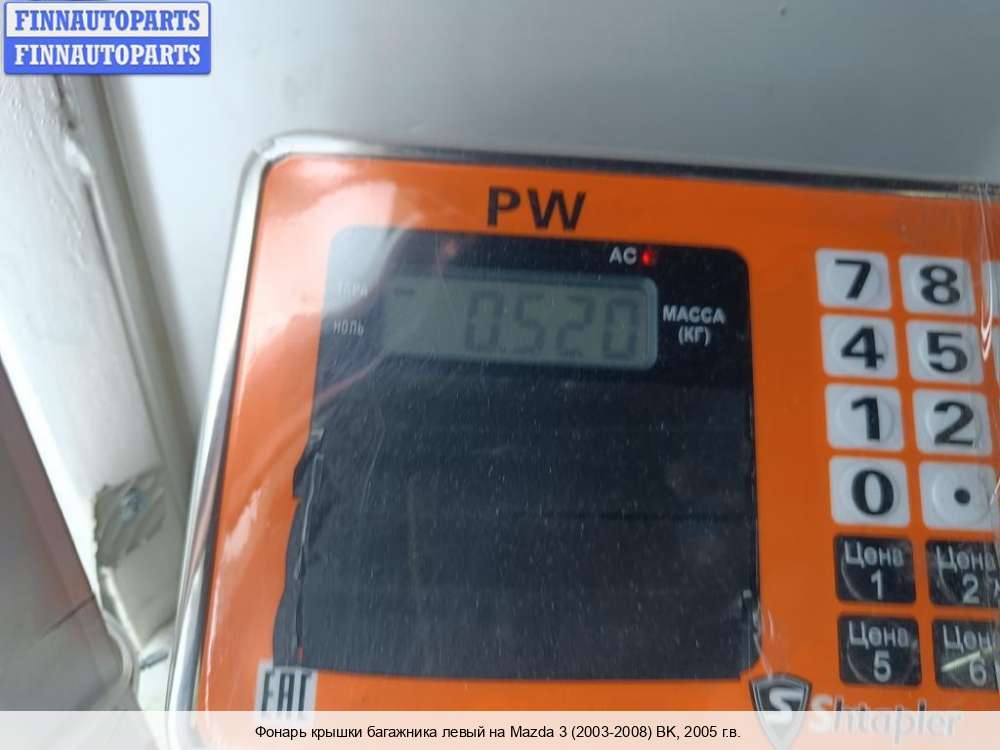 FINNAUTOPARTS
FINNAUTOPARTS
PW
AC
ТАРА
НОЛЬ
0.520
МАССА
(КГ)
7 8
4 5
1 2
0 .
Цена 1
Цена 2
Цена 5
Цен 6
EAC
S Shtapler
Фонарь крышки багажника левый на Mazda 3 (2003-2008) BK, 2005 г.в.